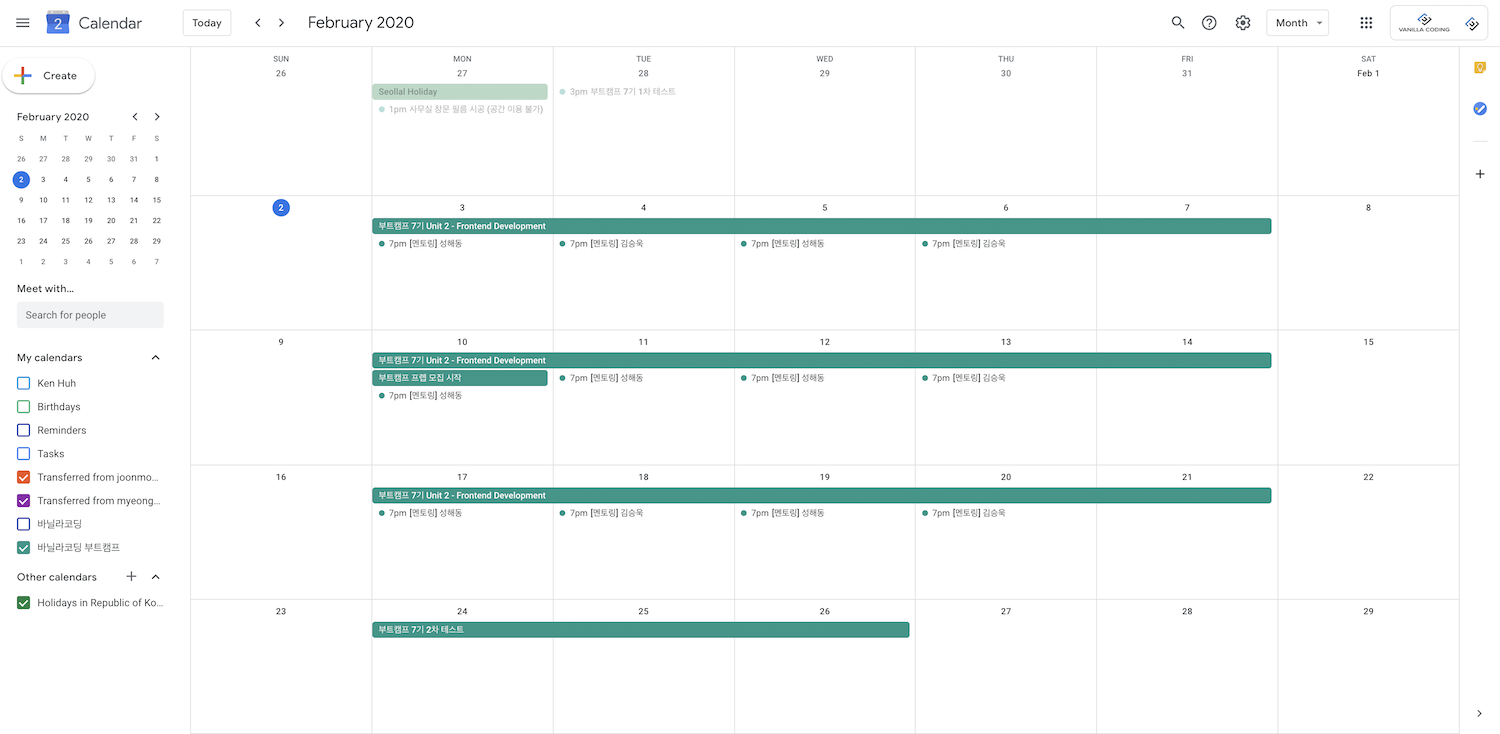 2 Calendar Today February 2020 Month VANILLA CODING
Create
February 2020
S M T W T F S
26 27 28 29 30 31 1
2 3 4 5 6 7 8
9 10 11 12 13 14 15
16 17 18 19 20 21 22
23 24 25 26 27 28 29
1 2 3 4 5 6 7
Meet with...
Search for people
My calendars
Ken Huh
Birthdays
Reminders
Tasks
Transferred from joonmo...
Transferred from myeong...
바닐라코딩
바닐라코딩 부트캠프
Other calendars
Holidays in Republic of Ko...
SUN MON TUE WED THU FRI SAT
26 27 28 29 30 31 Feb 1
Seollal Holiday 3pm 부트캠프 7기 1차 테스트
1pm 사무실 창문 필름 시공 (공간 이용 불가)
2 3 4 5 6 7 8
부트캠프 7기 Unit 2 - Frontend Development
7pm [멘토링] 성해동 7pm [멘토링] 김승욱 7pm [멘토링] 성해동 7pm [멘토링] 김승욱
9 10 11 12 13 14 15
부트캠프 7기 Unit 2 - Frontend Development
부트캠프 프렙 모집 시작 7pm [멘토링] 성해동 7pm [멘토링] 성해동 7pm [멘토링] 김승욱
7pm [멘토링] 성해동
16 17 18 19 20 21 22
부트캠프 7기 Unit 2 - Frontend Development
7pm [멘토링] 성해동 7pm [멘토링] 김승욱 7pm [멘토링] 성해동 7pm [멘토링] 김승욱
23 24 25 26 27 28 29
부트캠프 7기 2차 테스트